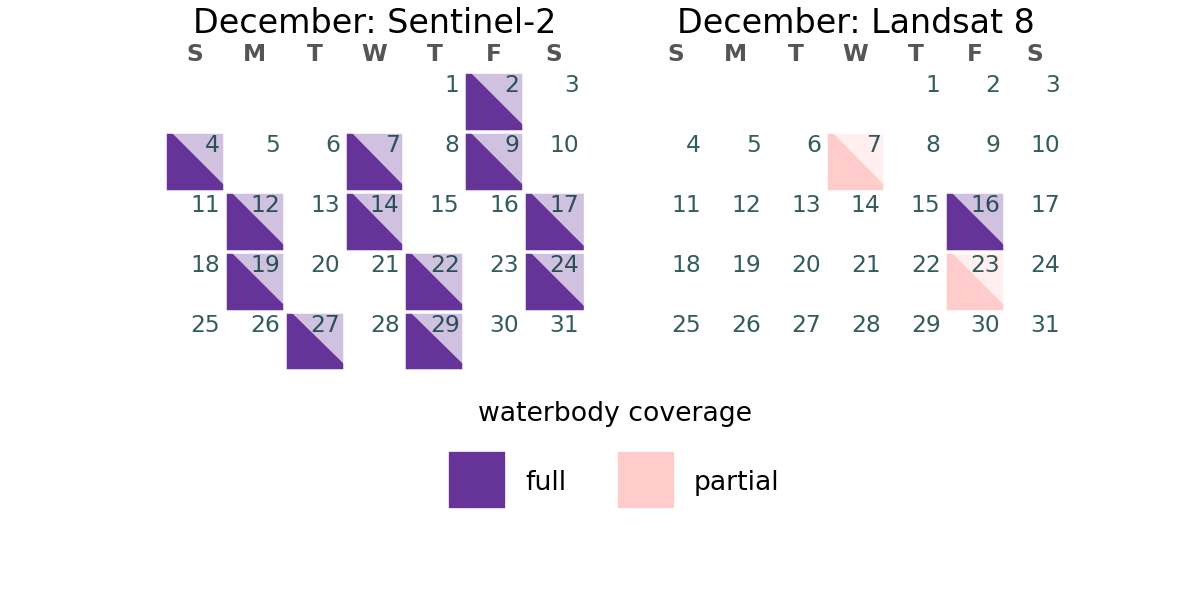 December: Sentinel-2
S M T W T F S
1 2 3
4 5 6 7 8 9 10
11 12 13 14 15 16 17
18 19 20 21 22 23 24
25 26 27 28 29 30 31
December: Landsat 8
S M T W T F S
1 2 3
4 5 6 7 8 9 10
11 12 13 14 15 16 17
18 19 20 21 22 23 24
25 26 27 28 29 30 31
waterbody coverage
full
partial